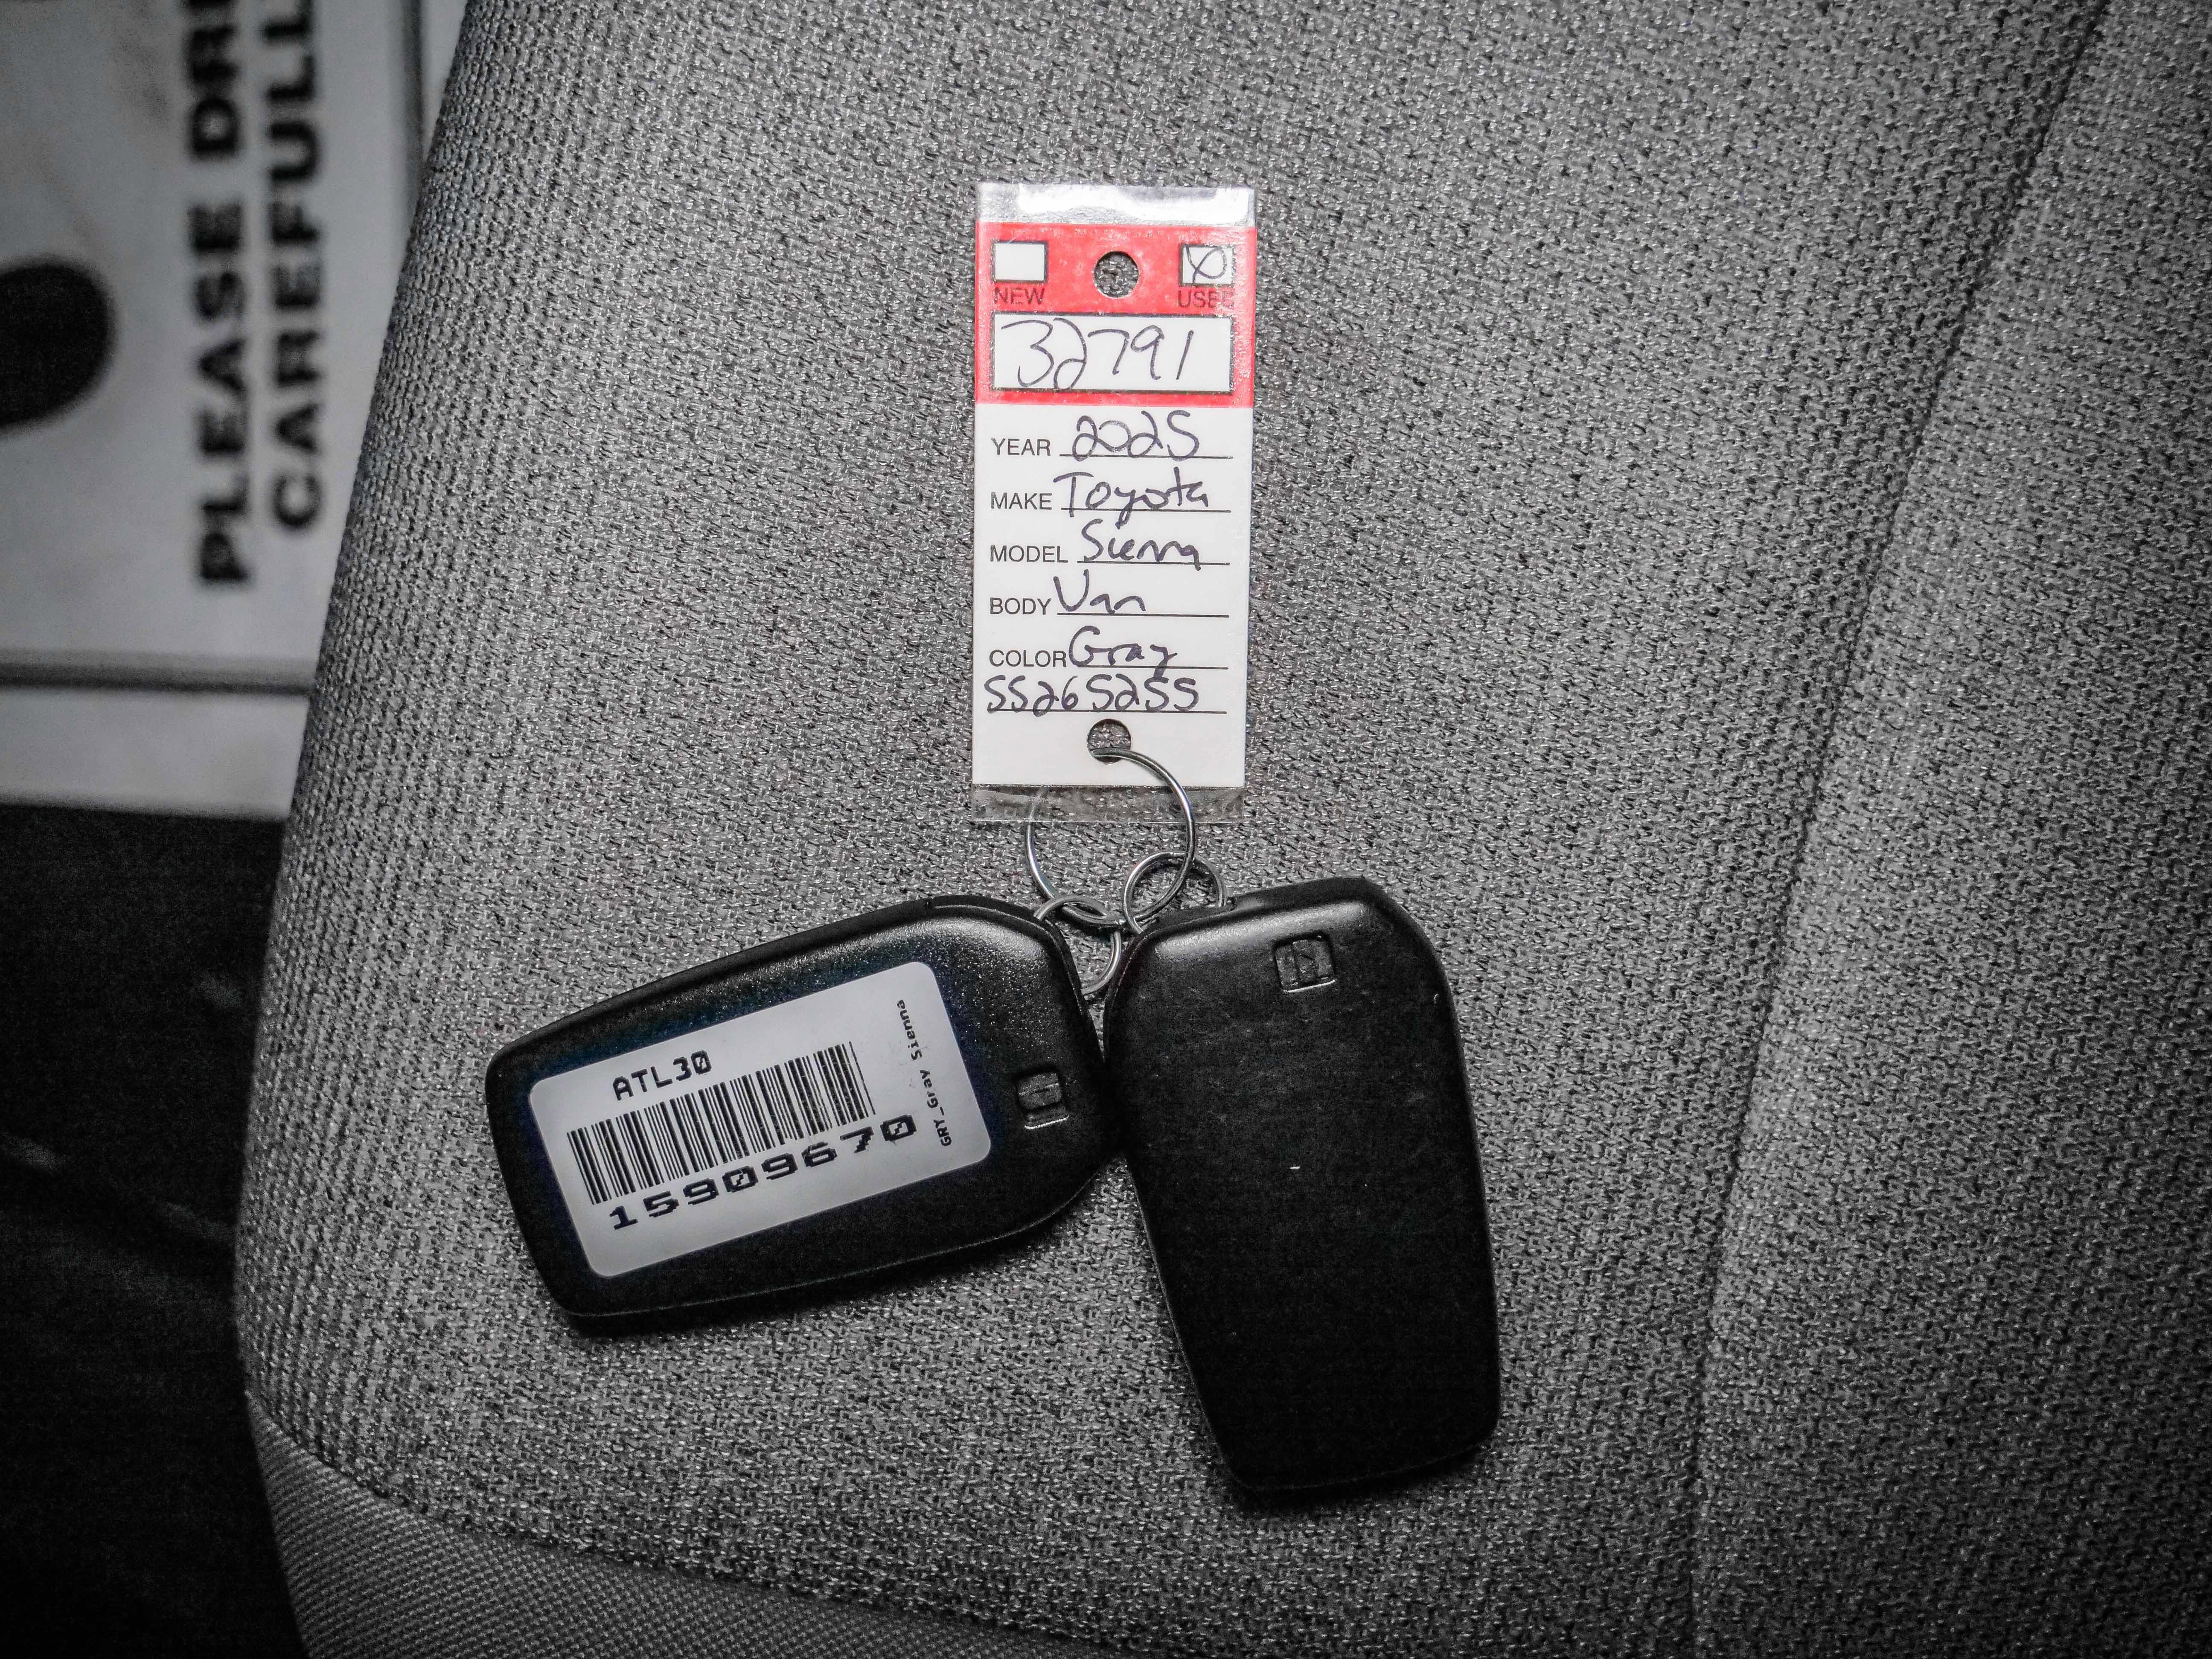 PLEASE
CAREFULL
NEW
USED
32791
YEAR 2025
MAKE Toyota
MODEL Sienna
BODY Van
COLOR Gray
SS265255
ATL30
15909670
GRY_Gray Sienna